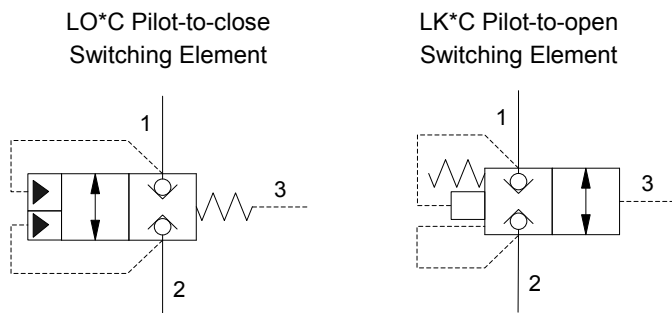 LO*C Pilot-to-close
Switching Element
1
3
2
LK*C Pilot-to-open
Switching Element
1
3
2